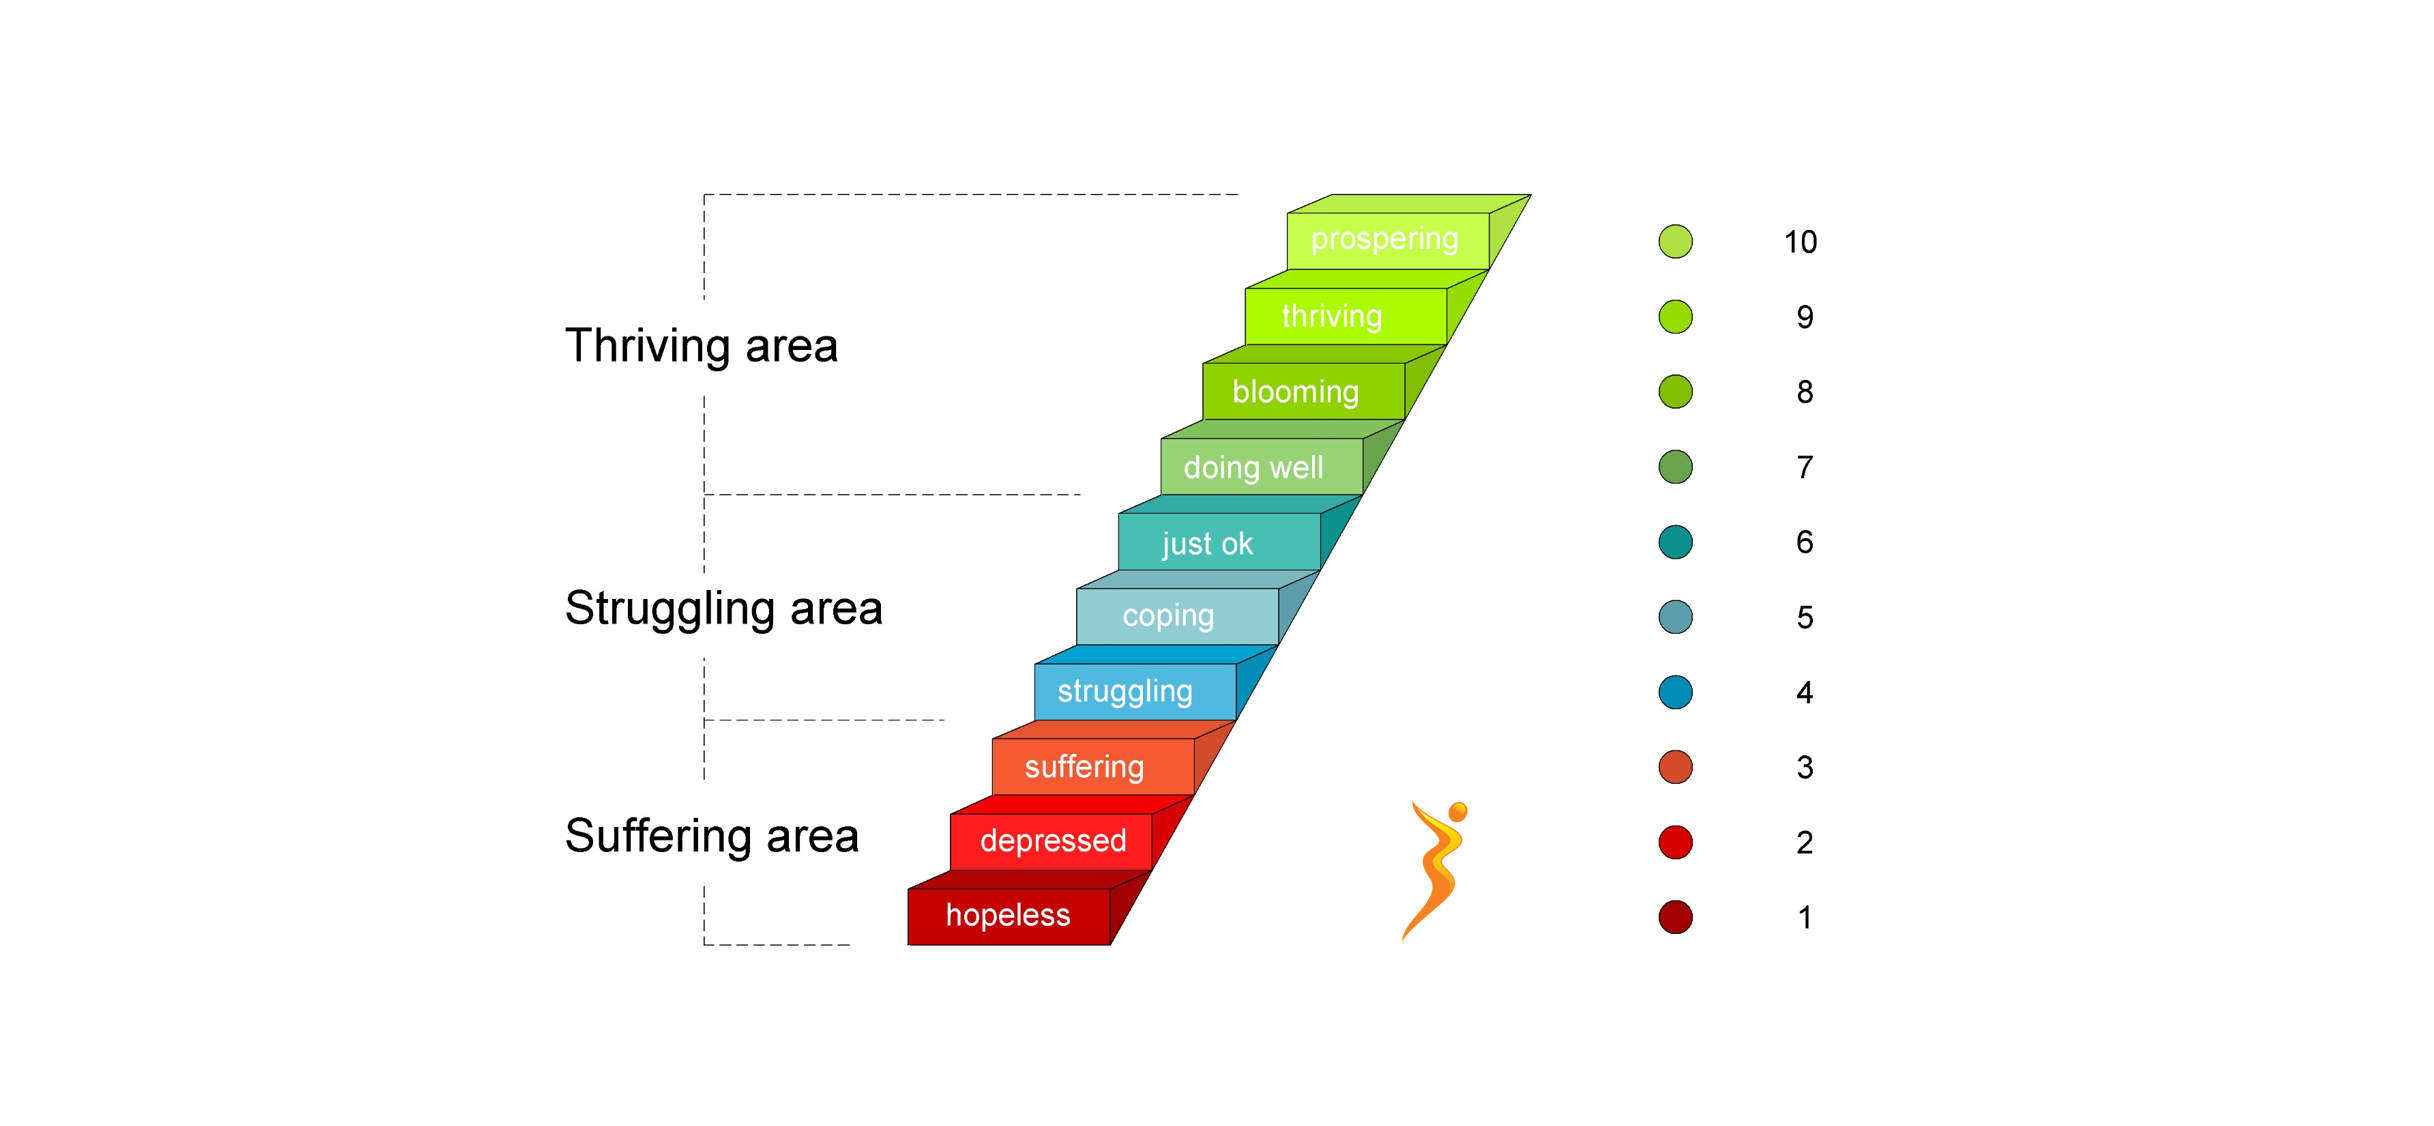 prospering 10
thriving 9
Thriving area
blooming 8
doing well 7
just ok 6
Struggling area
coping 5
struggling 4
suffering 3
Suffering area
depressed 2
hopeless 1